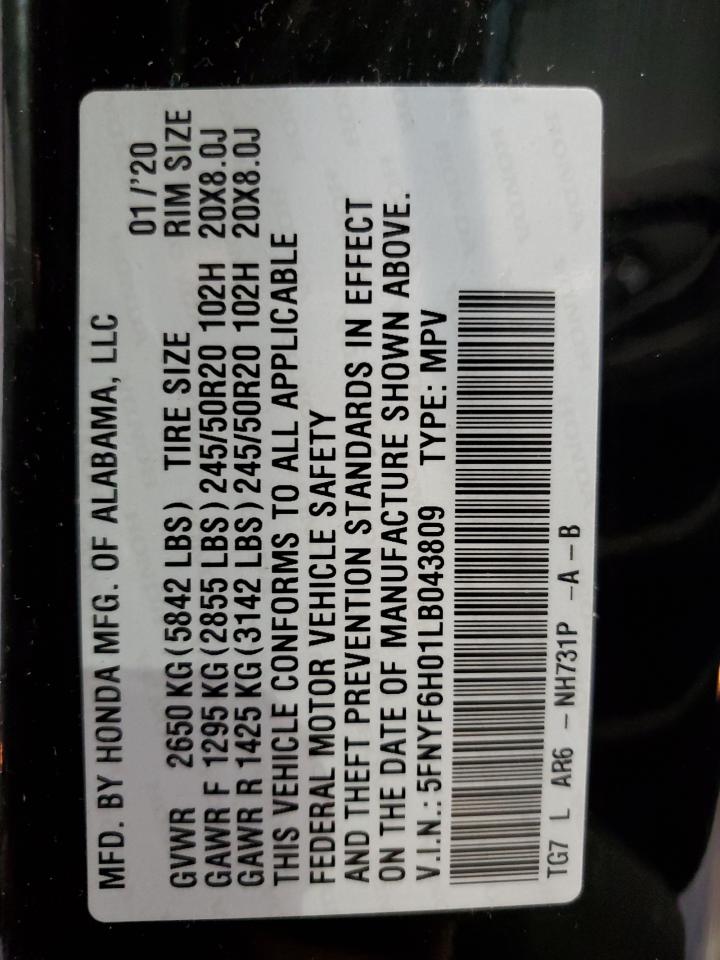 MFD. BY HONDA MFG. OF ALABAMA, LLC 01/'20
GVWR 2650 KG(5842 LBS) TIRE SIZE RIM SIZE
GAWR F 1295 KG(2855 LBS)245/50R20 102H 20X8.0J
GAWR R 1425 KG(3142 LBS)245/50R20 102H 20X8.0J
THIS VEHICLE CONFORMS TO ALL APPLICABLE
FEDERAL MOTOR VEHICLE SAFETY
AND THEFT PREVENTION STANDARDS IN EFFECT
ON THE DATE OF MANUFACTURE SHOWN ABOVE.
V.I.N.: 5FNYF6H01LB043809 TYPE: MPV
TG7 L AR6 - NH731P - A - B